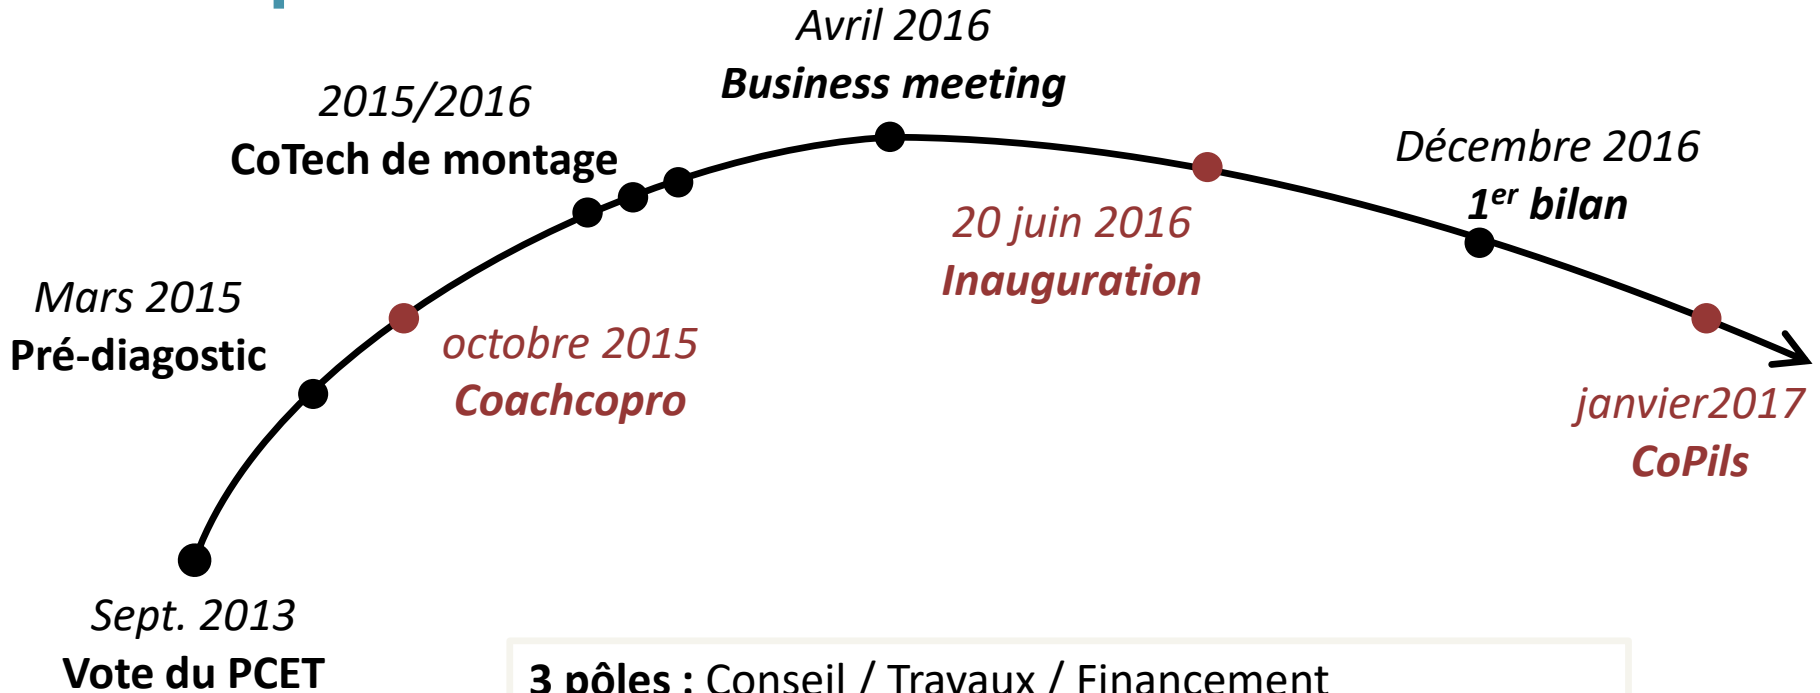 Sept. 2013
Vote du PCET
Mars 2015
Pré-diagostic
octobre 2015
Coachcopro
2015/2016
CoTech de montage
Avril 2016
Business meeting
20 juin 2016
Inauguration
Décembre 2016
1er bilan
janvier2017
CoPils
3 pôles : Conseil / Travaux / Financement